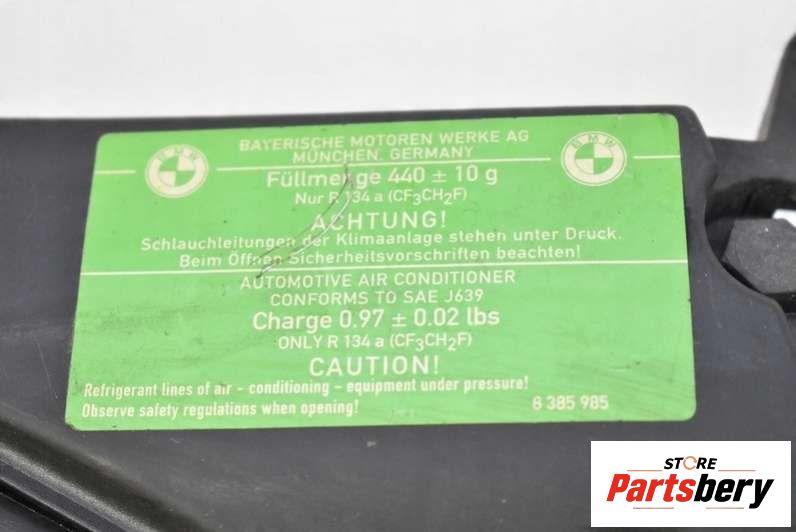 BAYERISCHE MOTOREN WERKE AG
MÜNCHEN, GERMANY
BMW
BMW
Füllmenge 440 ± 10 g
Nur R 134 a (CF₃CH₂F)
ACHTUNG!
Schlauchleitungen der Klimaanlage stehen unter Druck.
Beim Öffnen Sicherheitsvorschriften beachten!
AUTOMOTIVE AIR CONDITIONER
CONFORMS TO SAE J639
Charge 0.97 ± 0.02 lbs
ONLY R 134 a (CF₃CH₂F)
CAUTION!
Refrigerant lines of air - conditioning - equipment under pressure!
Observe safety regulations when opening!
8 385 985
STORE
Partsbery